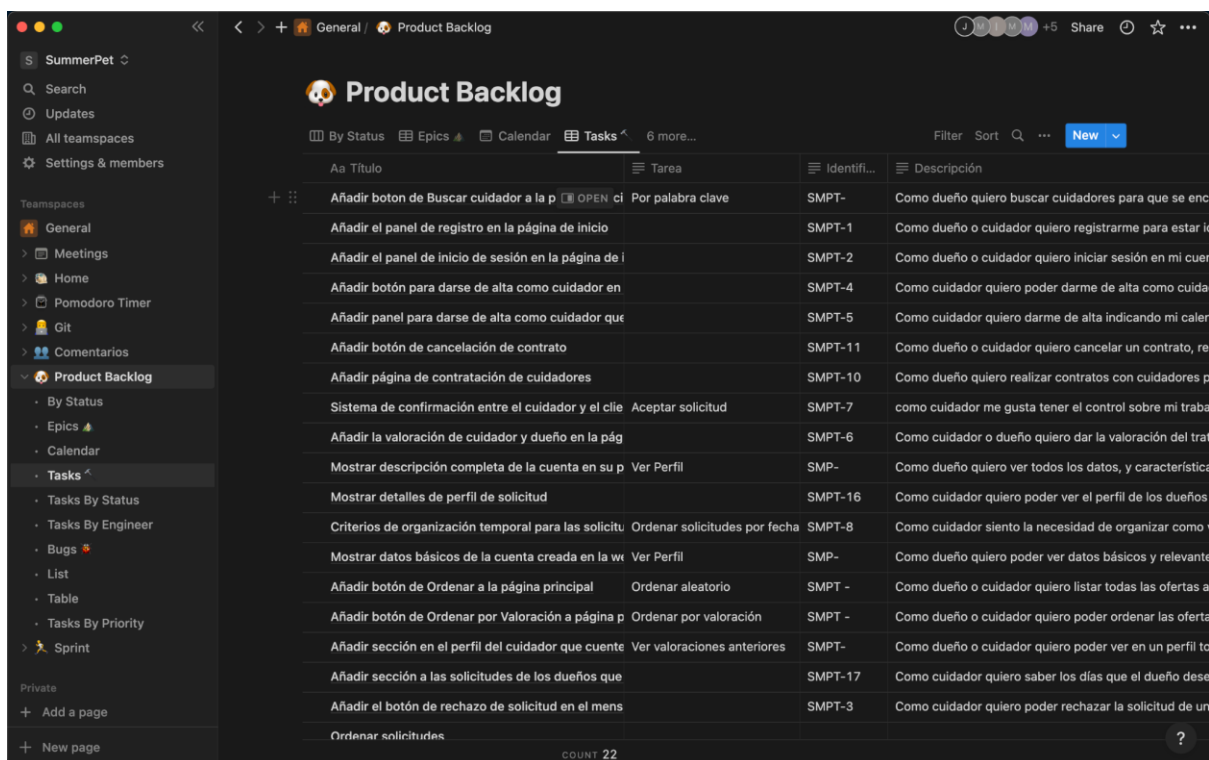 General / Product Backlog
J M I M M +5 Share
S SummerPet
Search
Updates
All teamspaces
Settings & members
Teamspaces
General
Meetings
Home
Pomodoro Timer
Git
Comentarios
Product Backlog
By Status
Epics
Calendar
Tasks
Tasks By Status
Tasks By Engineer
Bugs
List
Table
Tasks By Priority
Sprint
Private
+ Add a page
+ New page
Product Backlog
By Status Epics Calendar Tasks 6 more... Filter Sort New
Aa Título Tarea Identifi... Descripción
Añadir boton de Buscar cuidador a la p OPEN ci Por palabra clave SMPT- Como dueño quiero buscar cuidadores para que se enc
Añadir el panel de registro en la página de inicio SMPT-1 Como dueño o cuidador quiero registrarme para estar
Añadir el panel de inicio de sesión en la página de i SMPT-2 Como dueño o cuidador quiero iniciar sesión en mi cuer
Añadir botón para darse de alta como cuidador en SMPT-4 Como cuidador quiero poder darme de alta como cuida
Añadir panel para darse de alta como cuidador que SMPT-5 Como cuidador quiero darme de alta indicando mi caler
Añadir botón de cancelación de contrato SMPT-11 Como dueño o cuidador quiero cancelar un contrato, re
Añadir página de contratación de cuidadores SMPT-10 Como dueño quiero realizar contratos con cuidadores p
Sistema de confirmación entre el cuidador y el clie Aceptar solicitud SMPT-7 como cuidador me gusta tener el control sobre mi traba
Añadir la valoración de cuidador y dueño en la pág SMPT-6 Como cuidador o dueño quiero dar la valoración del trat
Mostrar descripción completa de la cuenta en su p Ver Perfil SMP- Como dueño quiero ver todos los datos, y característica
Mostrar detalles de perfil de solicitud SMPT-16 Como cuidador quiero poder ver el perfil de los dueños
Criterios de organización temporal para las solicitu Ordenar solicitudes por fecha SMPT-8 Como cuidador siento la necesidad de organizar como
Mostrar datos básicos de la cuenta creada en la we Ver Perfil SMP- Como dueño quiero poder ver datos básicos y relevante
Añadir botón de Ordenar a la página principal Ordenar aleatorio SMPT - Como dueño o cuidador quiero listar todas las ofertas a
Añadir botón de Ordenar por Valoración a página p Ordenar por valoración SMPT - Como dueño o cuidador quiero poder ordenar las oferta
Añadir sección en el perfil del cuidador que cuente Ver valoraciones anteriores SMPT- Como dueño o cuidador quiero poder ver en un perfil to
Añadir sección a las solicitudes de los dueños que SMPT-17 Como cuidador quiero saber los días que el dueño dese
Añadir el botón de rechazo de solicitud en el mens SMPT-3 Como cuidador quiero poder rechazar la solicitud de un
Ordenar solicitudes
COUNT 22
?